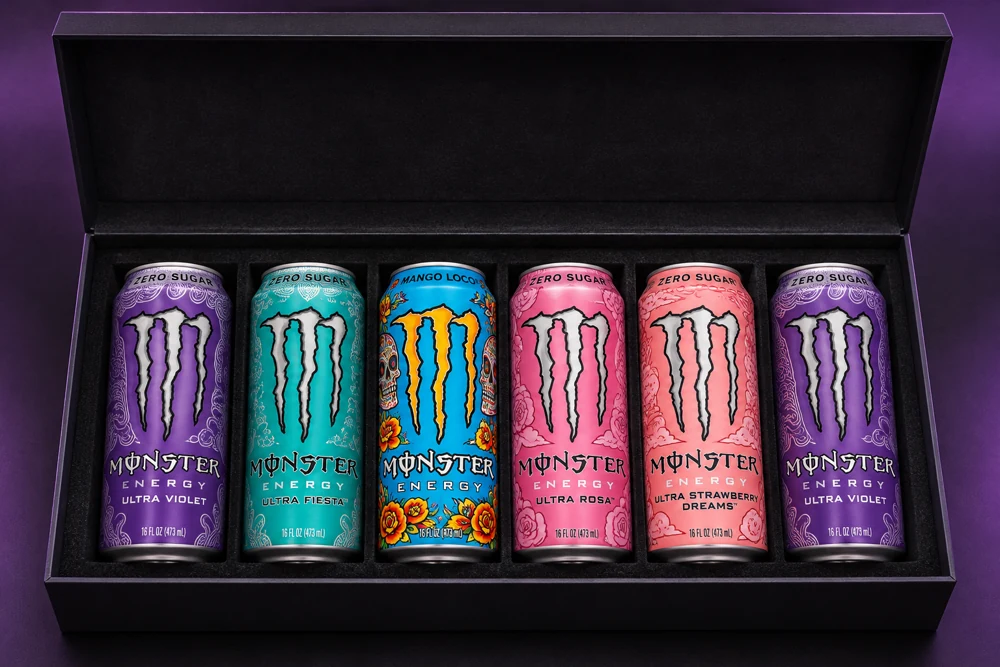 ZERO SUGAR
MONSTER
ENERGY
ULTRA VIOLET
16 FL OZ (473 mL)
ZERO SUGAR
MONSTER
ENERGY
ULTRA FIESTA™
16 FL OZ (473 mL)
MANGO LOCO
MONSTER
ENERGY
16 FL OZ (473 mL)
ZERO SUGAR
MONSTER
ENERGY
ULTRA ROSA™
16 FL OZ (473 mL)
ZERO SUGAR
MONSTER
ENERGY
ULTRA STRAWBERRY
DREAMS™
16 FL OZ (473 mL)
ZERO SUGAR
MONSTER
ENERGY
ULTRA VIOLET
16 FL OZ (473 mL)